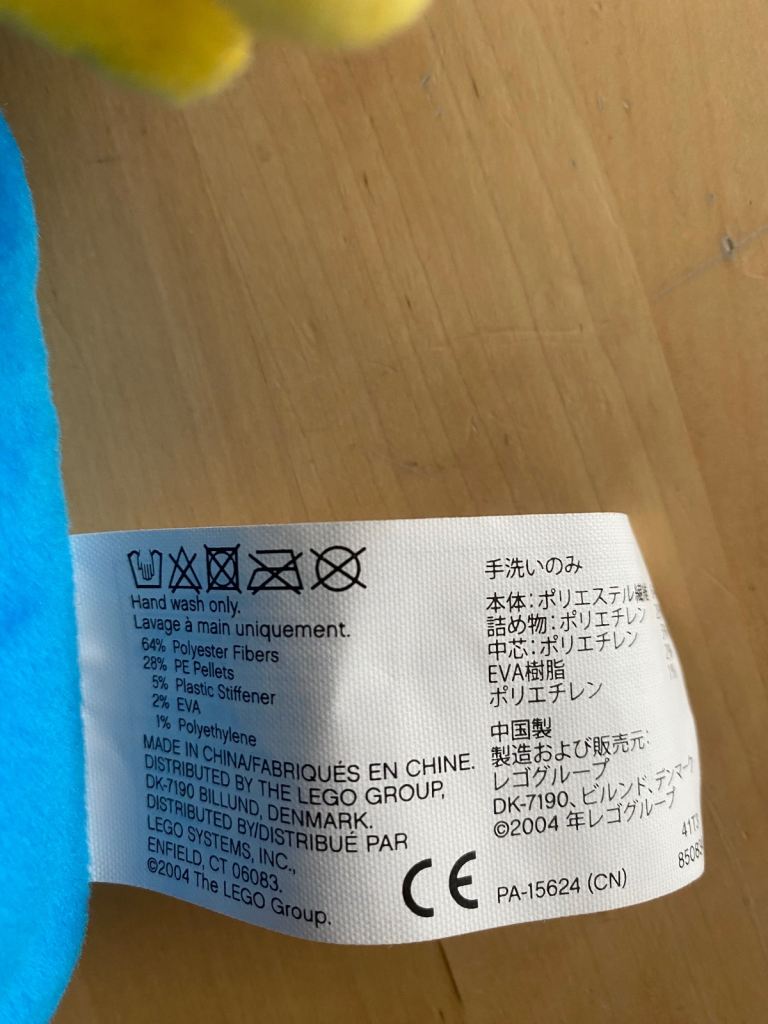 Hand wash only.
Lavage à main uniquement.
64% Polyester Fibers
28% PE Pellets
5% Plastic Stiffener
2% EVA
1% Polyethylene
MADE IN CHINA/FABRIQUÉS EN CHINE.
DISTRIBUTED BY THE LEGO GROUP,
DK-7190 BILLUND, DENMARK.
DISTRIBUTED BY/DISTRIBUÉ PAR
LEGO SYSTEMS, INC.,
ENFIELD, CT 06083.
©2004 The LEGO Group.
CE
手洗いのみ
本体:ポリエステル繊維
詰め物:ポリエチレン
中芯:ポリエチレン
EVA樹脂
ポリエチレン
中国製
製造および販売元:
レゴグループ
DK-7190、ビルンド、デンマーク
©2004 年レゴグループ
PA-15624 (CN)